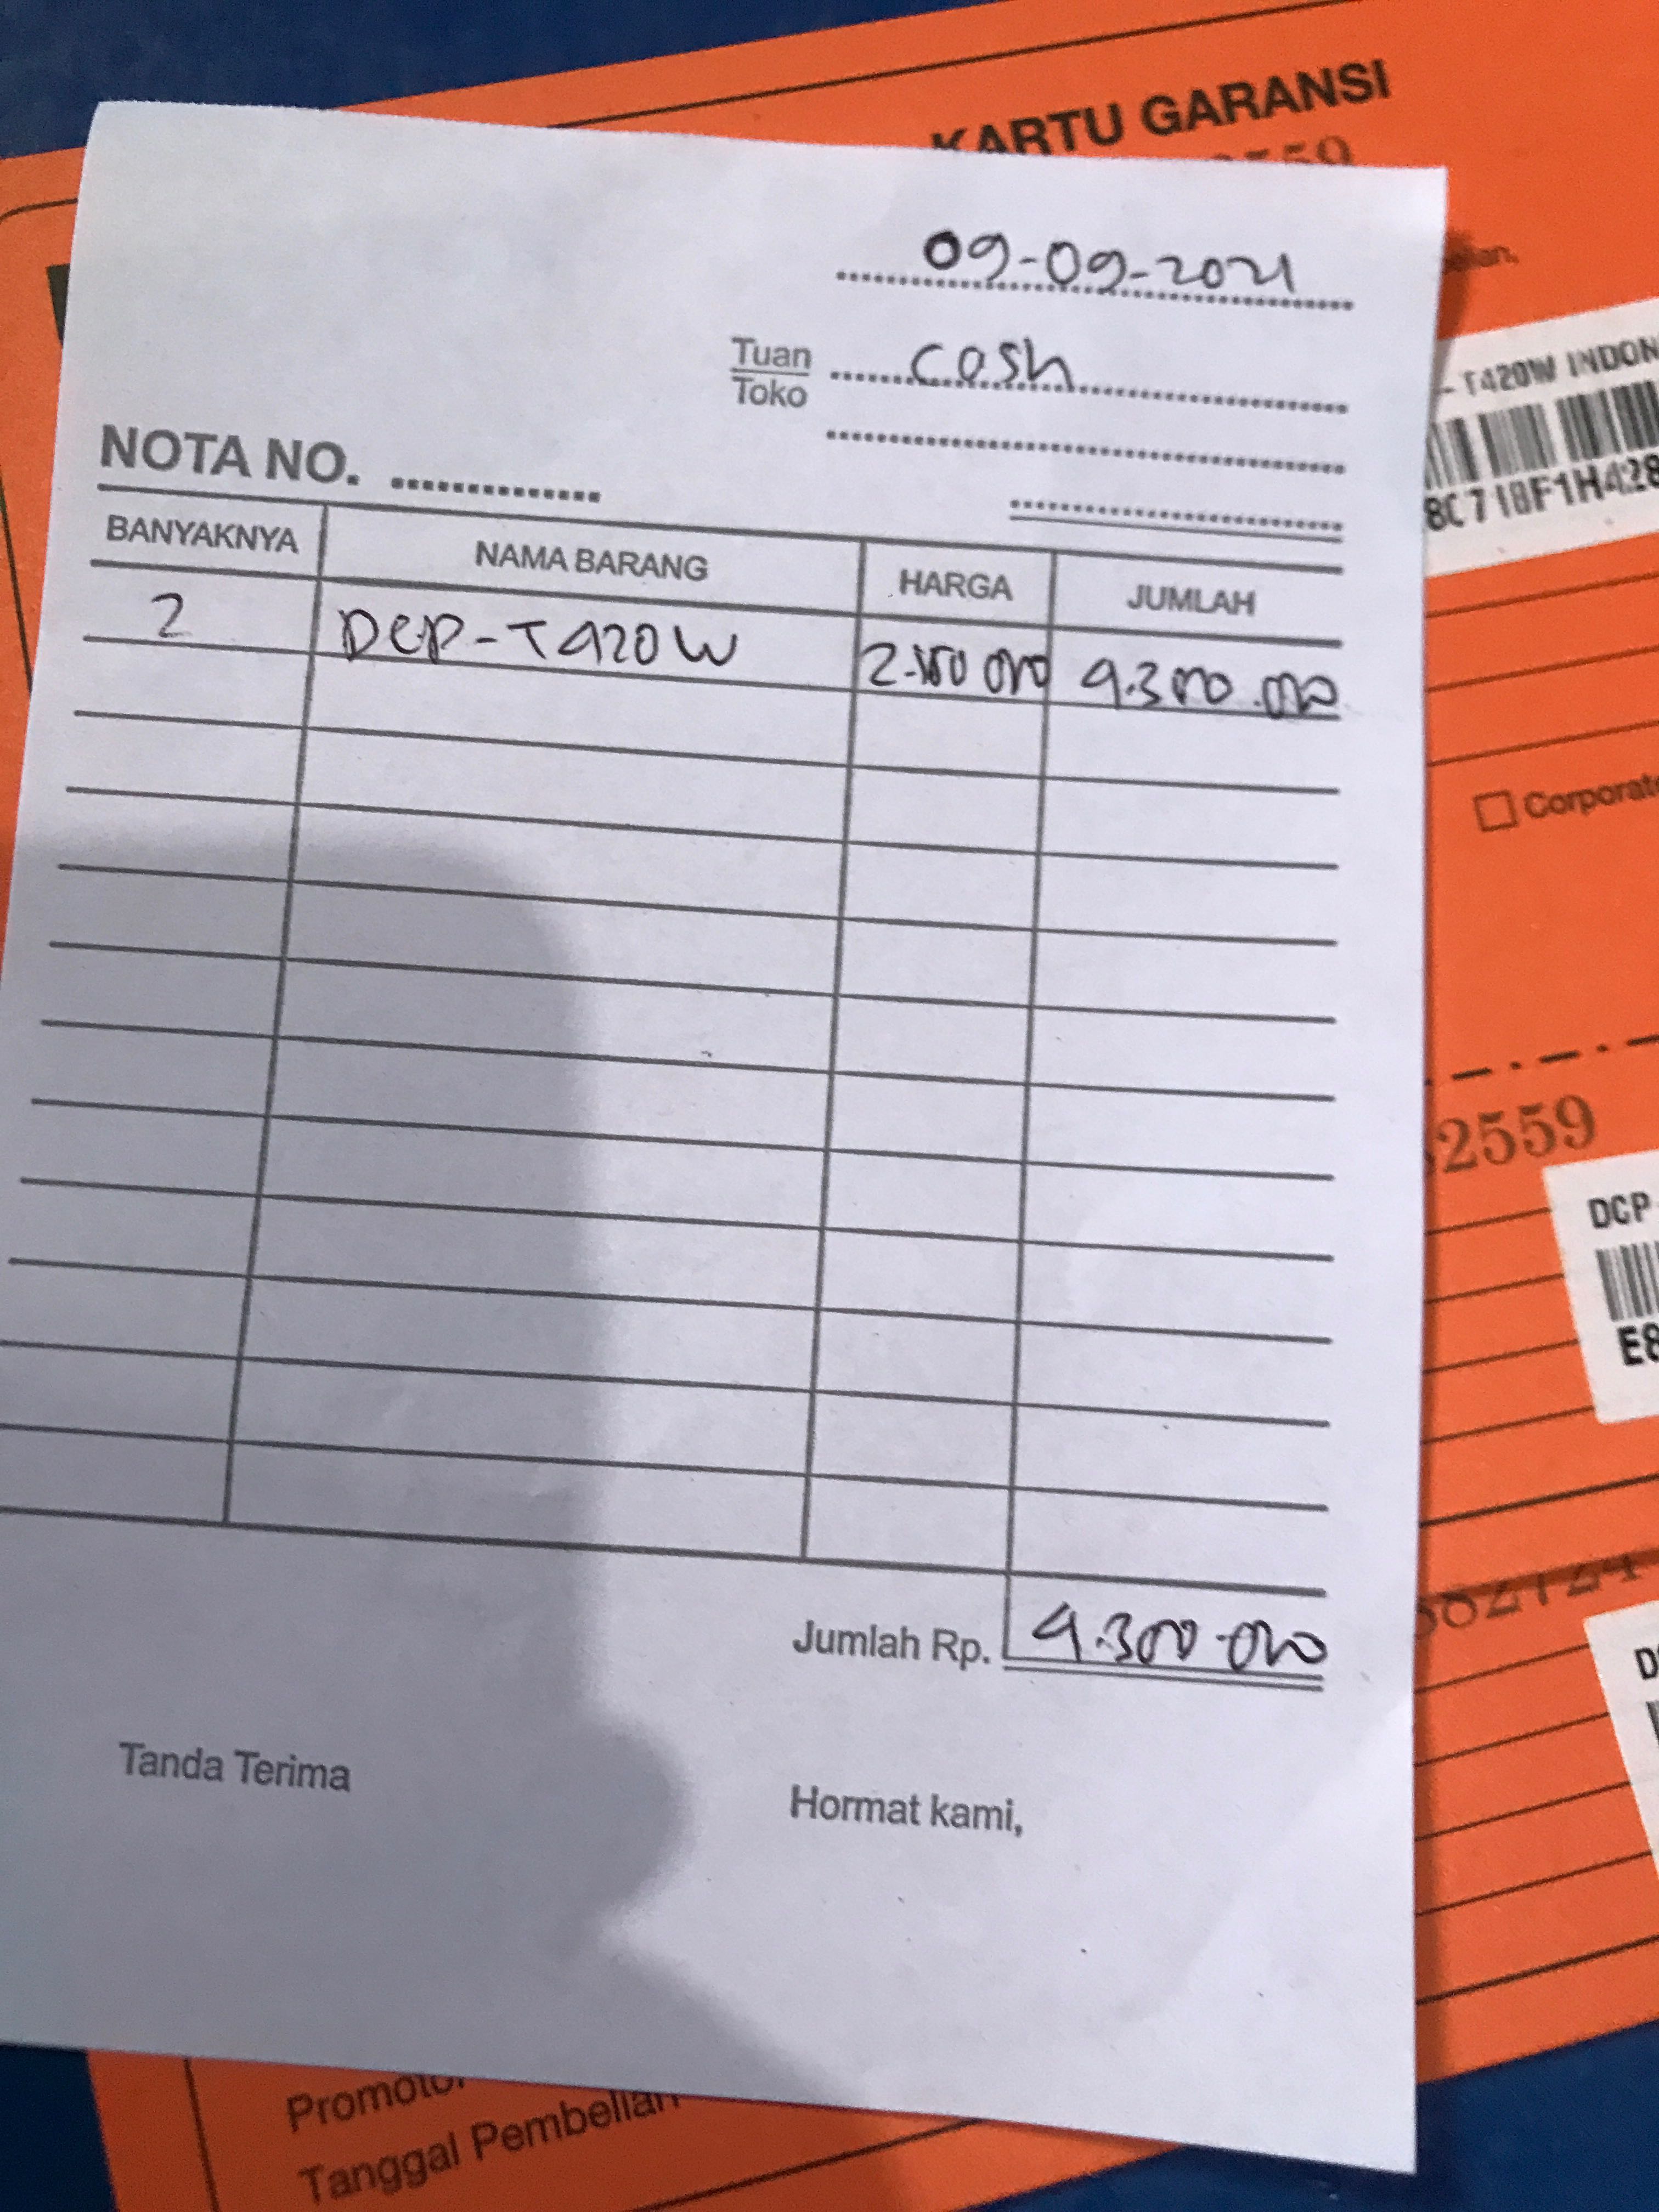 KARTU GARANSI
09-09-2021
Tuan
Toko
cash
NOTA NO.
BANYAKNYA NAMA BARANG HARGA JUMLAH
2 DCP-T420W 2.150 000 4.300.000
Jumlah Rp. 4.300.000
Tanda Terima
Hormat kami,
- T420W INDON
8C718F1H428
Corporate
2559
DCP
E8
Tanggal Pembelian